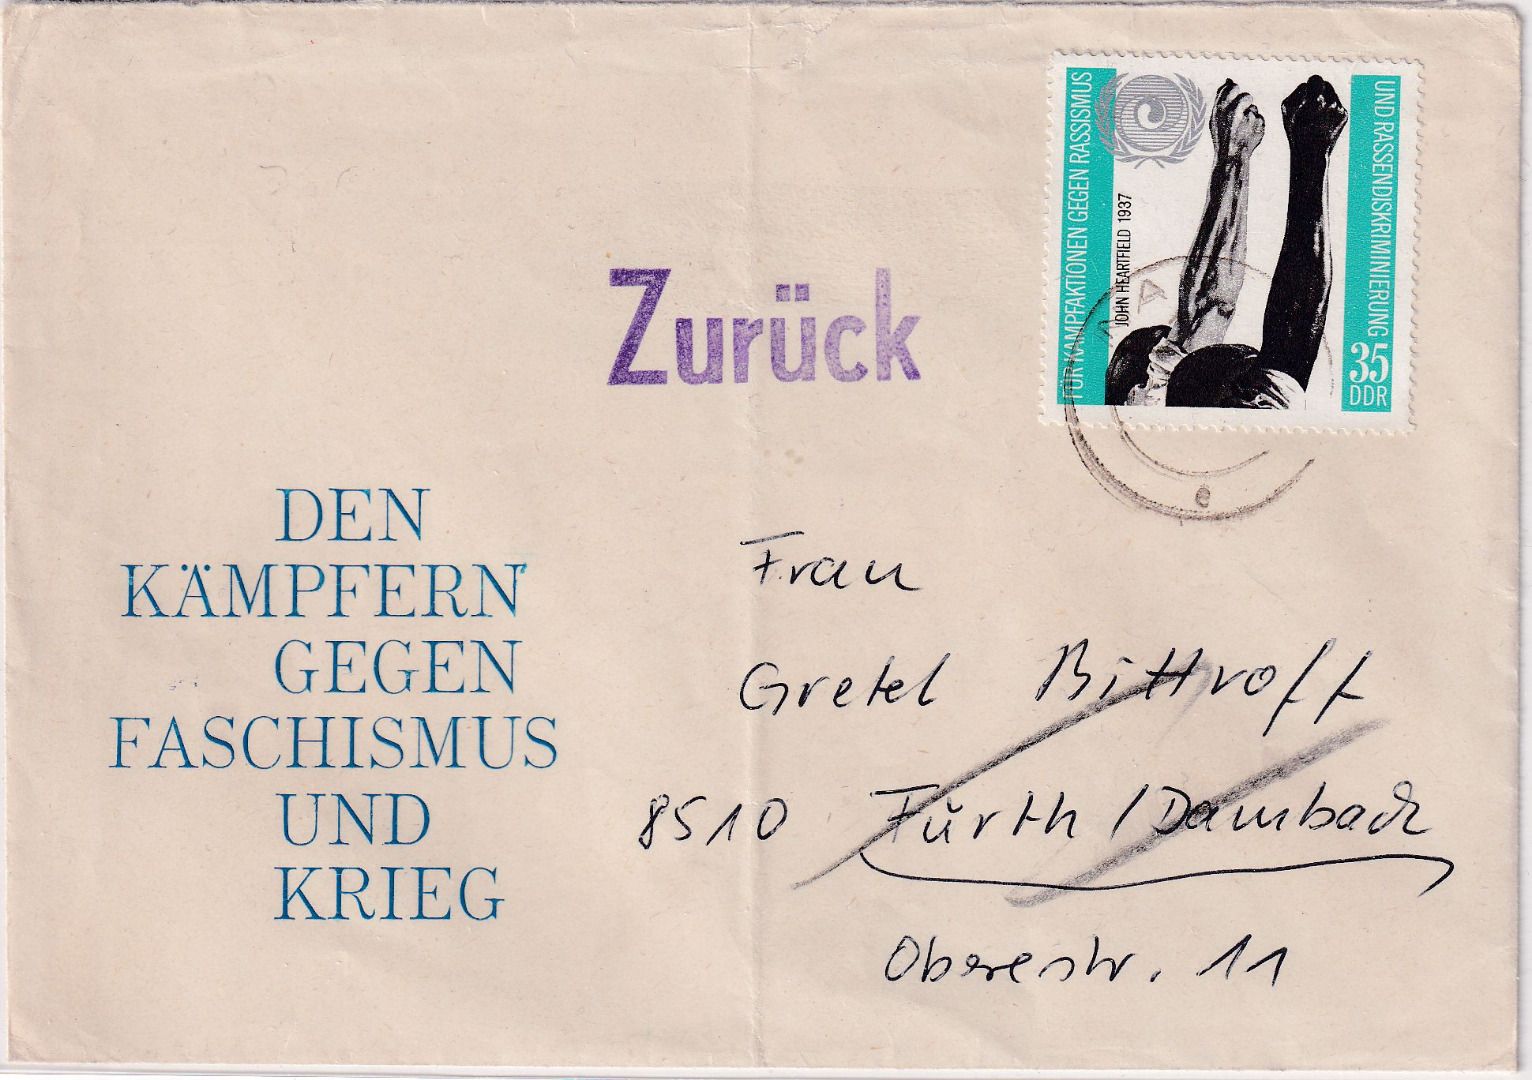 FÜR KAMPFAKTIONEN GEGEN RASSISMUS
JOHN HEARTFIELD 1937
UND RASSENDISKRIMINIERUNG
35
DDR
Zurück
e
DEN
KÄMPFERN
GEGEN
FASCHISMUS
UND
KRIEG
Frau
Gretel Bittroff
8510 Fürth/Dambach
Oberestr. 11